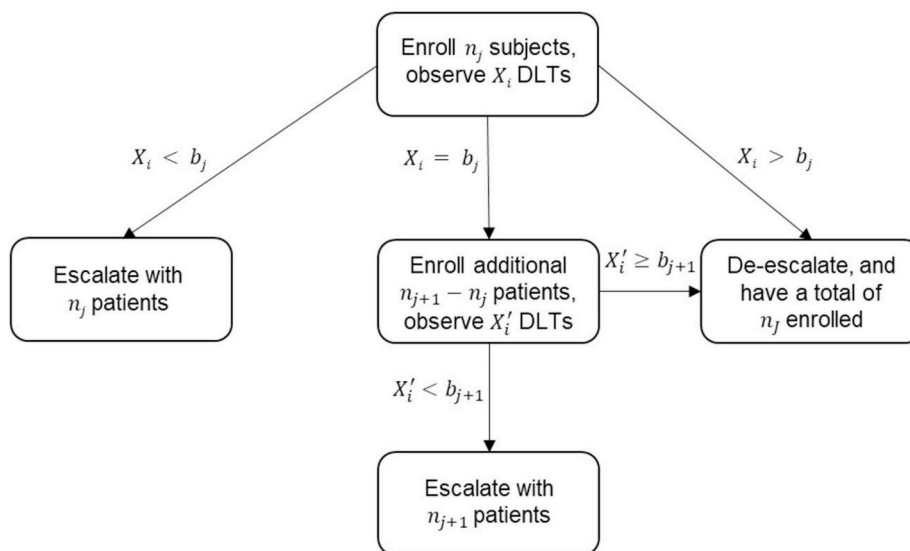 Enroll $n_j$ subjects,
observe $X_i$ DLTs
$X_i < b_j$
$X_i = b_j$
$X_i > b_j$
Escalate with
$n_j$ patients
Enroll additional
$n_{j+1} - n_j$ patients,
observe $X_i'$ DLTs
$X_i' \geq b_{j+1}$
De-escalate, and
have a total of
$n_J$ enrolled
$X_i' < b_{j+1}$
Escalate with
$n_{j+1}$ patients